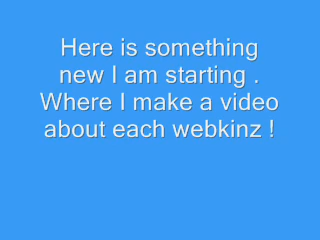 Here is something
new I am starting .
Where I make a video
about each webkinz !